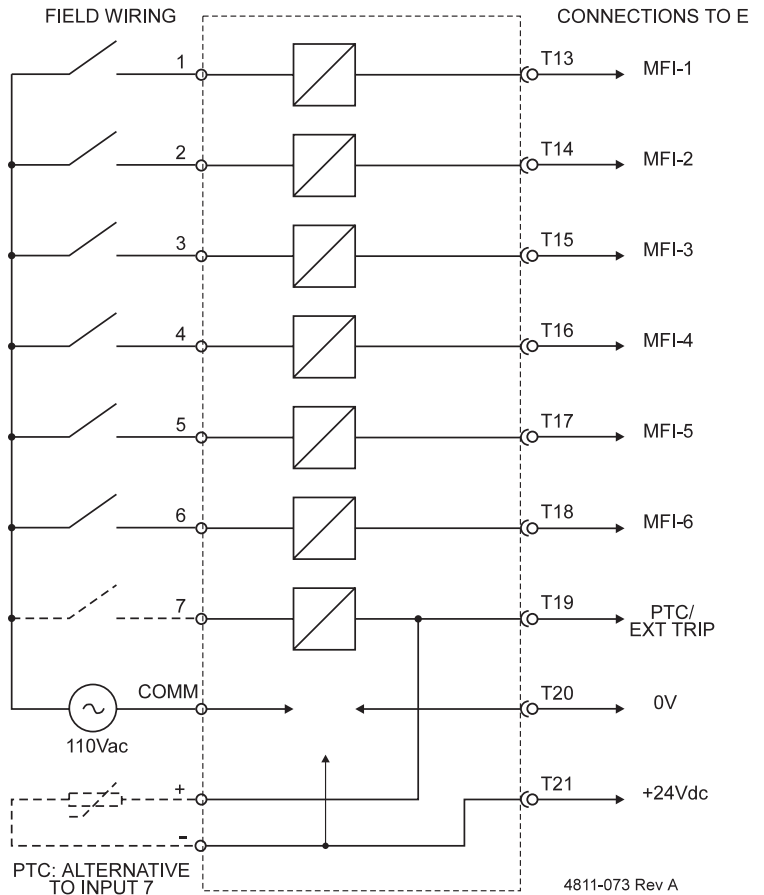 FIELD WIRING
CONNECTIONS TO E
1
T13
MFI-1
2
T14
MFI-2
3
T15
MFI-3
4
T16
MFI-4
5
T17
MFI-5
6
T18
MFI-6
7
T19
PTC/
EXT TRIP
COMM
T20
0V
110Vac
+
T21
+24Vdc
-
PTC: ALTERNATIVE
TO INPUT 7
4811-073 Rev A